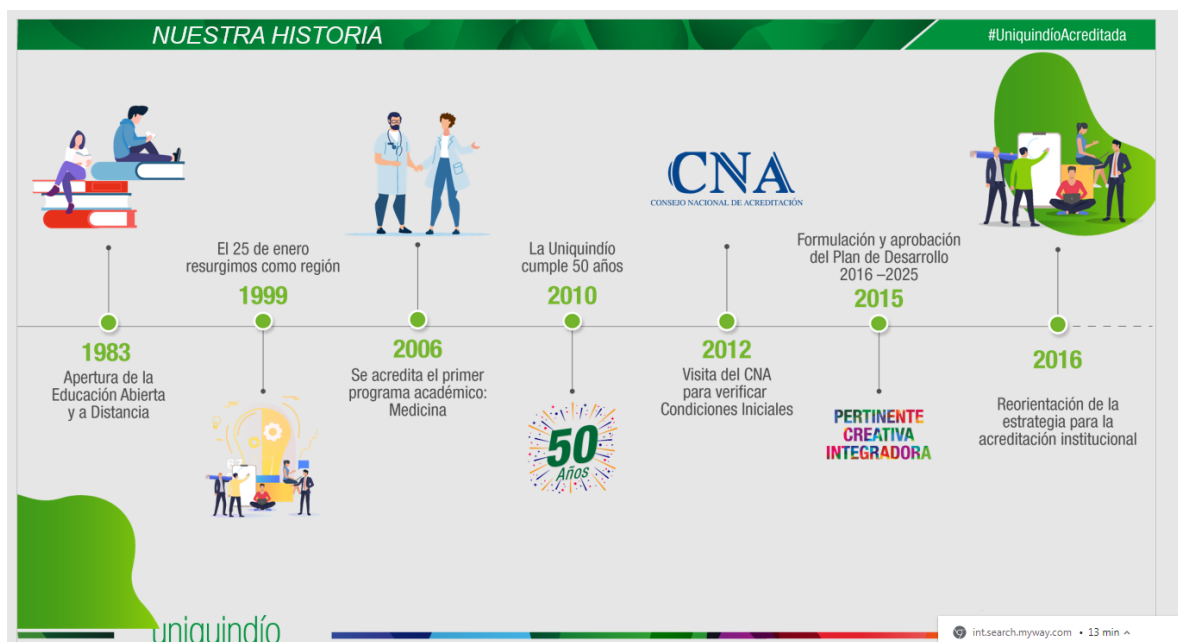 NUESTRA HISTORIA
#UniquindíoAcreditada
CNA
CONSEJO NACIONAL DE ACREDITACIÓN
El 25 de enero
resurgimos como región
1999
La Uniquindío
cumple 50 años
2010
Formulación y aprobación
del Plan de Desarrollo
2016 –2025
2015
1983
Apertura de la
Educación Abierta
y a Distancia
2006
Se acredita el primer
programa académico:
Medicina
2012
Visita del CNA
para verificar
Condiciones Iniciales
2016
Reorientación de la
estrategia para la
acreditación institucional
50
Años
PERTINENTE
CREATIVA
INTEGRADORA
uniquindío
int.search.myway.com • 13 min